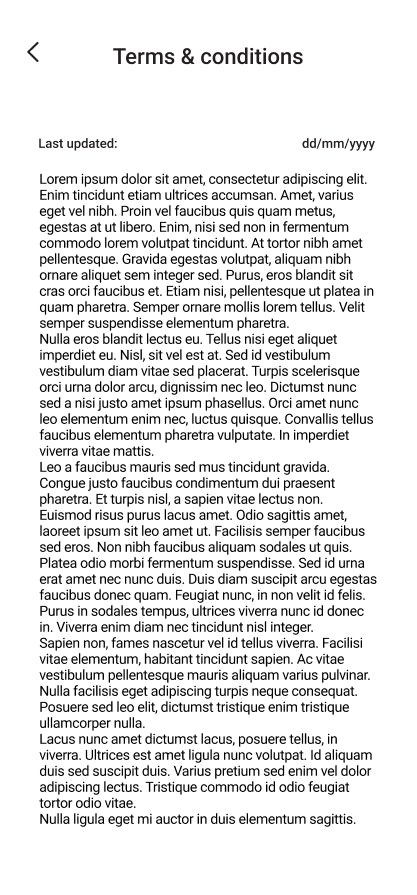 Terms & conditions
Last updated: dd/mm/yyyy
Lorem ipsum dolor sit amet, consectetur adipiscing elit.
Enim tincidunt etiam ultrices accumsan. Amet, varius
eget vel nibh. Proin vel faucibus quis quam metus,
egestas at ut libero. Enim, nisi sed non in fermentum
commodo lorem volutpat tincidunt. At tortor nibh amet
pellentesque. Gravida egestas volutpat, aliquam nibh
ornare aliquet sem integer sed. Purus, eros blandit sit
cras orci faucibus et. Etiam nisi, pellentesque ut platea in
quam pharetra. Semper ornare mollis lorem tellus. Velit
semper suspendisse elementum pharetra.
Nulla eros blandit lectus eu. Tellus nisi eget aliquet
imperdiet eu. Nisl, sit vel est at. Sed id vestibulum
vestibulum diam vitae sed placerat. Turpis scelerisque
orci urna dolor arcu, dignissim nec leo. Dictumst nunc
sed a nisi justo amet ipsum phasellus. Orci amet nunc
leo elementum enim nec, luctus quisque. Convallis tellus
faucibus elementum pharetra vulputate. In imperdiet
viverra vitae mattis.
Leo a faucibus mauris sed mus tincidunt gravida.
Congue justo faucibus condimentum dui praesent
pharetra. Et turpis nisl, a sapien vitae lectus non.
Euismod risus purus lacus amet. Odio sagittis amet,
laoreet ipsum sit leo amet ut. Facilisis semper faucibus
sed eros. Non nibh faucibus aliquam sodales ut quis.
Platea odio morbi fermentum suspendisse. Sed id urna
erat amet nec nunc duis. Duis diam suscipit arcu egestas
faucibus donec quam. Feugiat nunc, in non velit id felis.
Purus in sodales tempus, ultrices viverra nunc id donec
in. Viverra enim diam nec tincidunt nisl integer.
Sapien non, fames nascetur vel id tellus viverra. Facilisi
vitae elementum, habitant tincidunt sapien. Ac vitae
vestibulum pellentesque mauris aliquam varius pulvinar.
Nulla facilisis eget adipiscing turpis neque consequat.
Posuere sed leo elit, dictumst tristique enim tristique
ullamcorper nulla.
Lacus nunc amet dictumst lacus, posuere tellus, in
viverra. Ultrices est amet ligula nunc volutpat. Id aliquam
duis sed suscipit duis. Varius pretium sed enim vel dolor
adipiscing lectus. Tristique commodo id odio feugiat
tortor odio vitae.
Nulla ligula eget mi auctor in duis elementum sagittis.